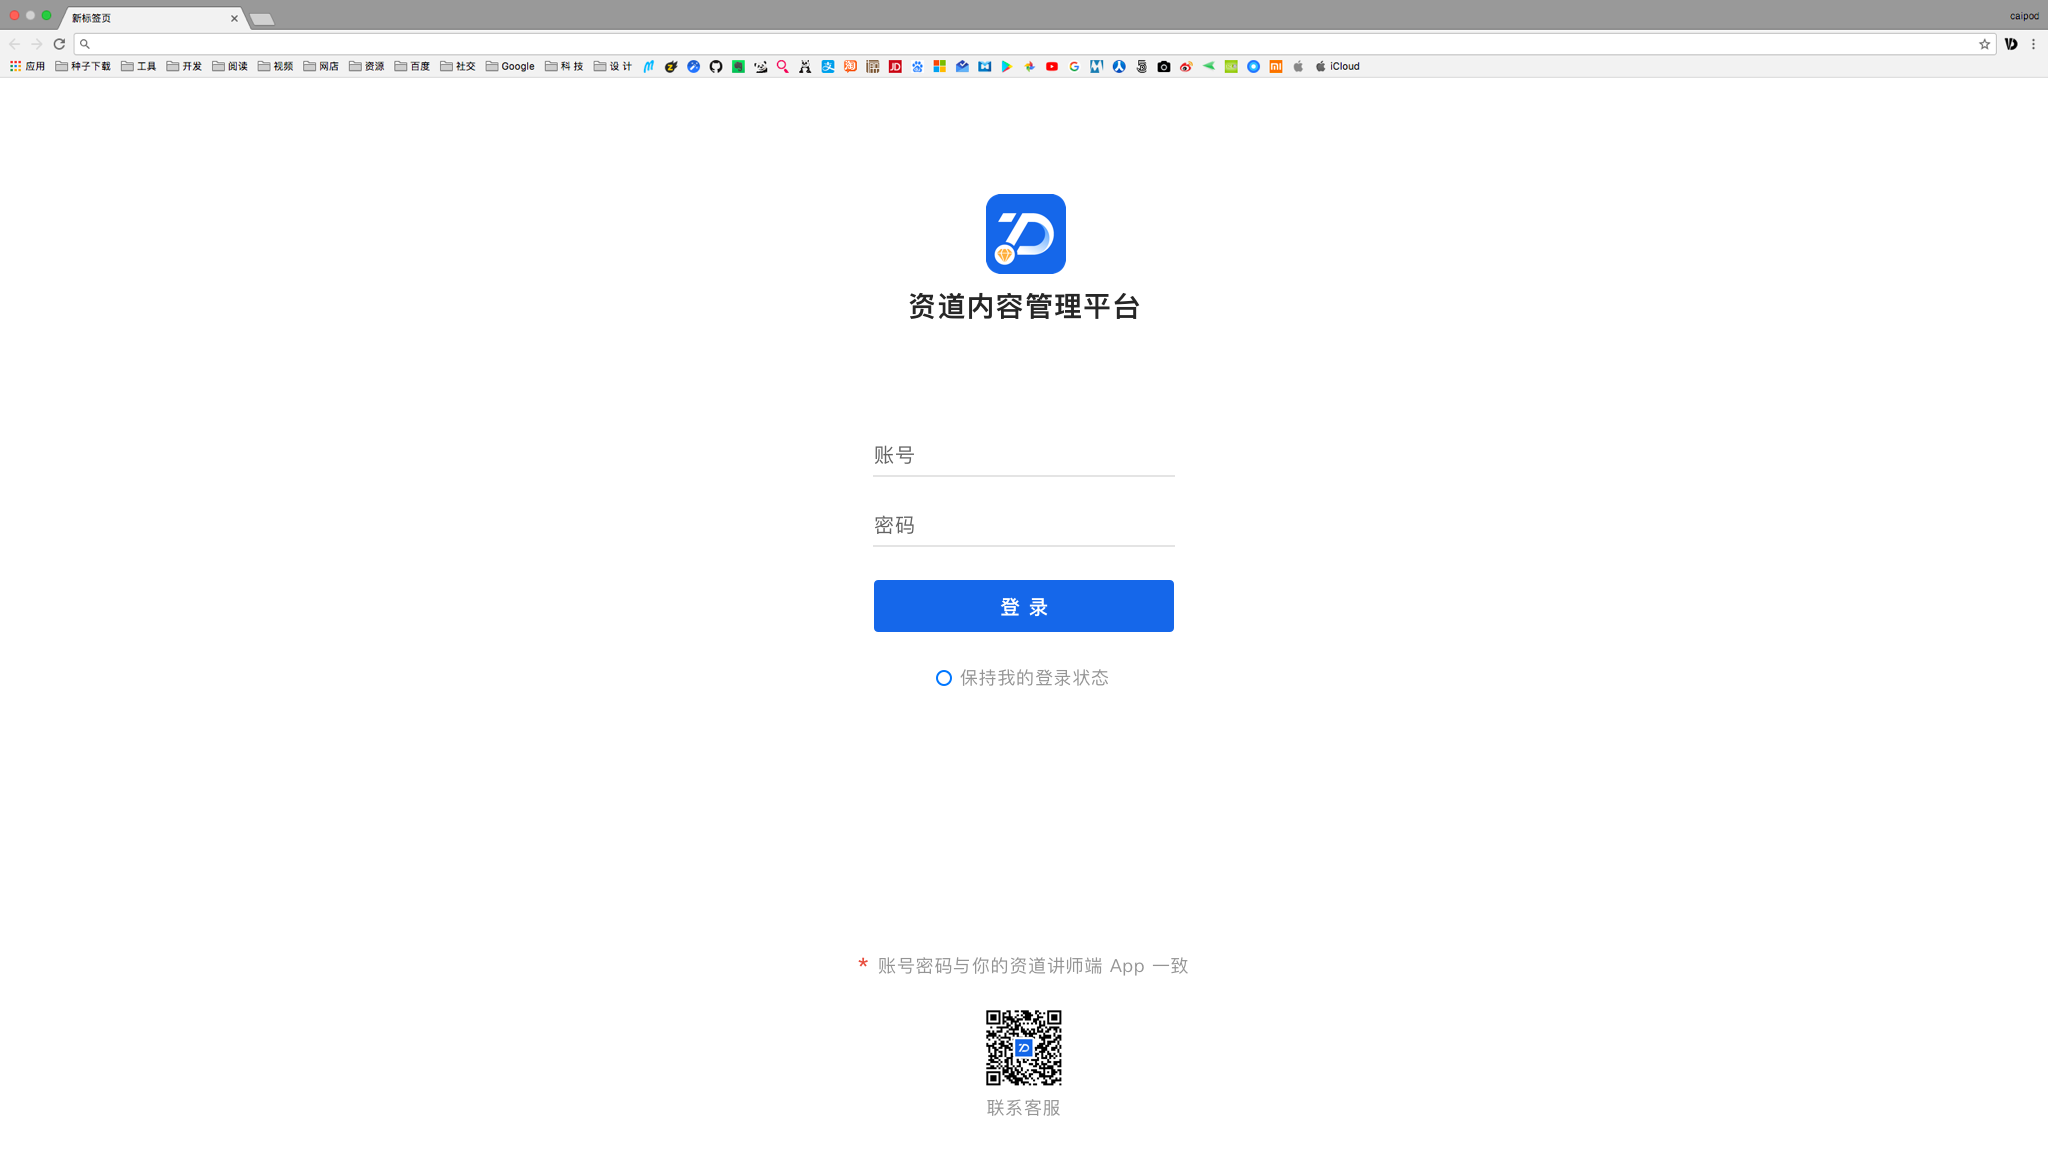 新标签页
caipod
应用 种子下载 工具 开发 阅读 视频 网店 资源 百度 社交 Google 科 技 设 计 iCloud
资道内容管理平台
账号
密码
登 录
保持我的登录状态
* 账号密码与你的资道讲师端 App 一致
联系客服